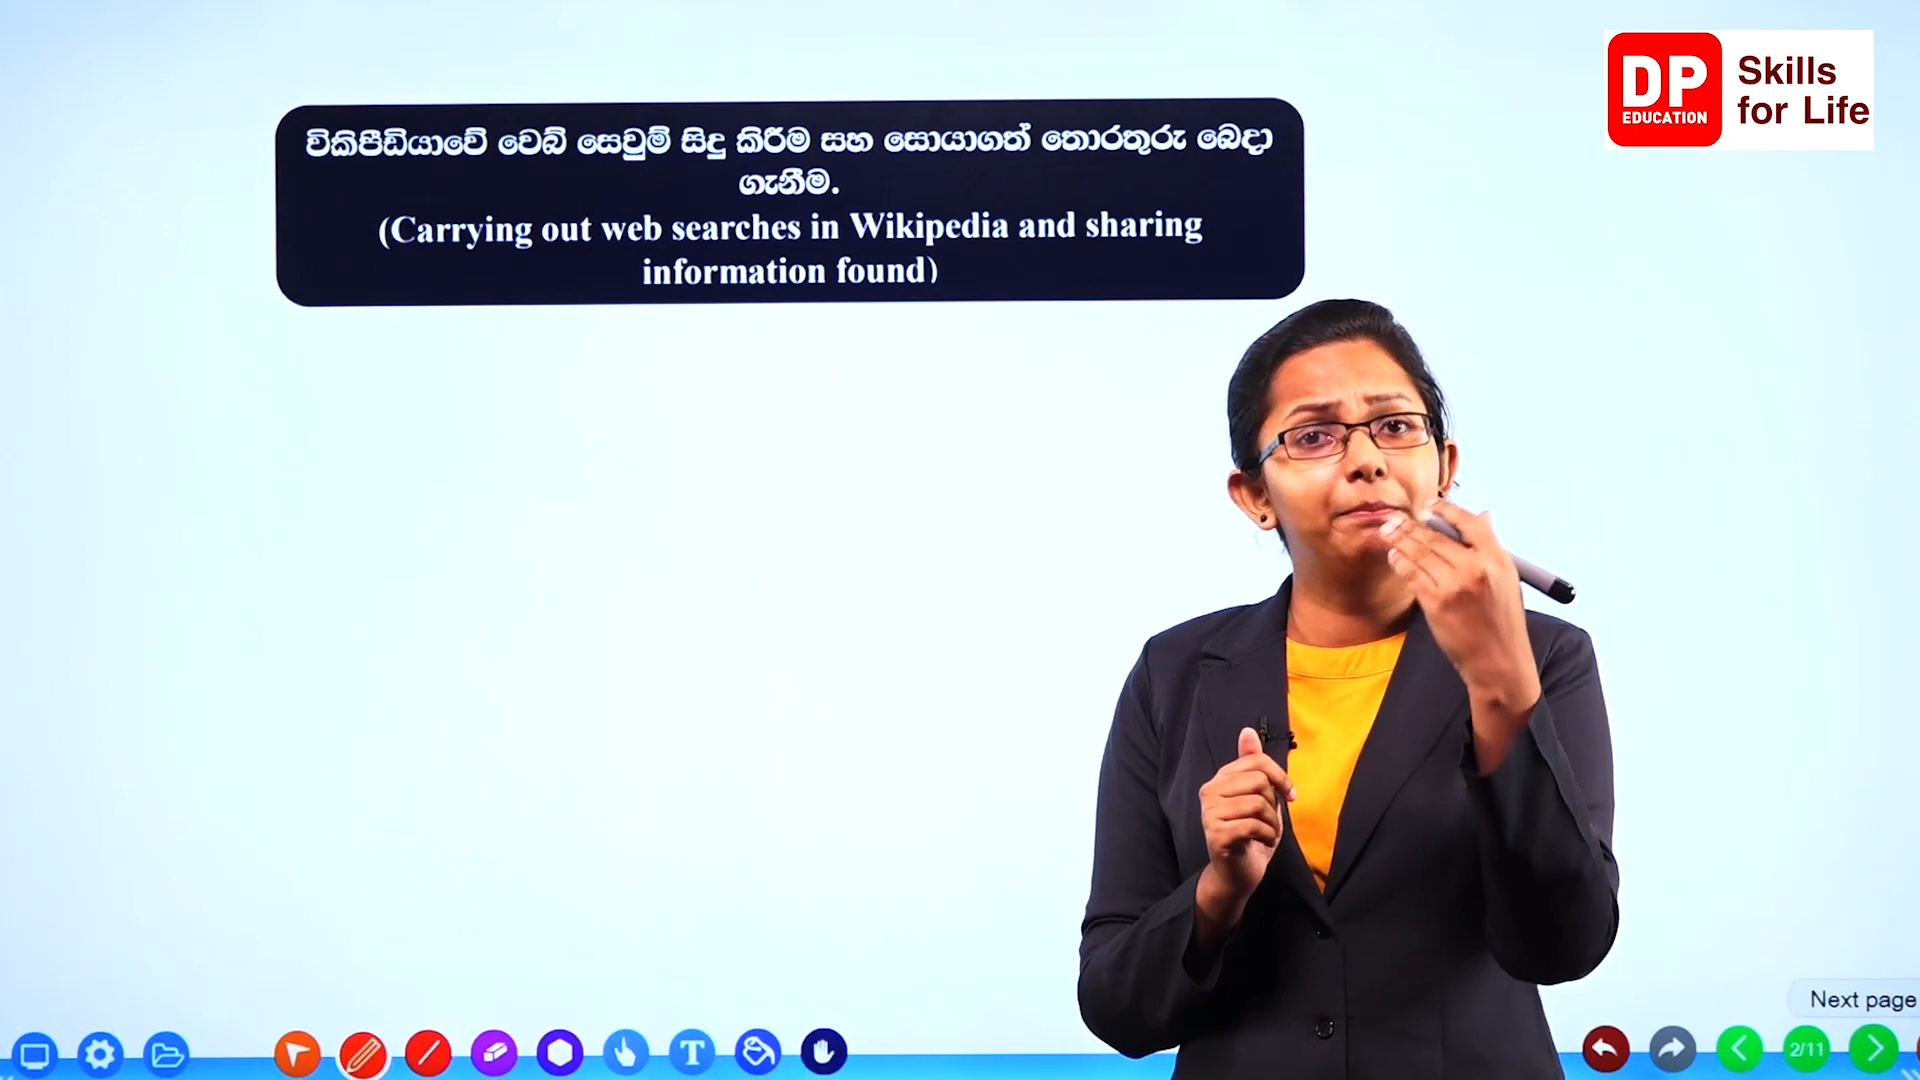 DP
EDUCATION
Skills
for Life
විකිපීඩියාවේ වෙබ් සෙවුම් සිදු කිරීම සහ සොයාගත් තොරතුරු බෙදා
ගැනීම.
(Carrying out web searches in Wikipedia and sharing
information found)
Next page
T
2/11